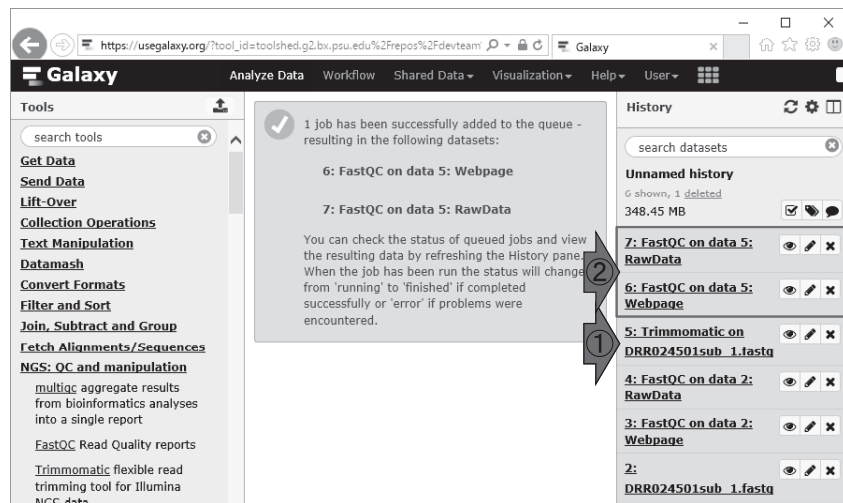 https://usegalaxy.org/?tool_id=toolshed.g2.bx.psu.edu%2Frepos%2Fdevteam
Galaxy
Galaxy
Analyze Data Workflow Shared Data Visualization Help User
Tools
search tools
Get Data
Send Data
Lift-Over
Collection Operations
Text Manipulation
Datamash
Convert Formats
Filter and Sort
Join, Subtract and Group
Fetch Alignments/Sequences
NGS: QC and manipulation
multiqc aggregate results
from bioinformatics analyses
into a single report
FastQC Read Quality reports
Trimmomatic flexible read
trimming tool for Illumina
NGS data
1 job has been successfully added to the queue -
resulting in the following datasets:
6: FastQC on data 5: Webpage
7: FastQC on data 5: RawData
You can check the status of queued jobs and view
the resulting data by refreshing the History pane.
When the job has been run the status will change
from 'running' to 'finished' if completed
successfully or 'error' if problems were
encountered.
②
①
History
search datasets
Unnamed history
6 shown, 1 deleted
348.45 MB
7: FastQC on data 5:
RawData
6: FastQC on data 5:
Webpage
5: Trimmomatic on
DRR024501sub_1.fastq
4: FastQC on data 2:
RawData
3: FastQC on data 2:
Webpage
2:
DRR024501sub_1.fastq